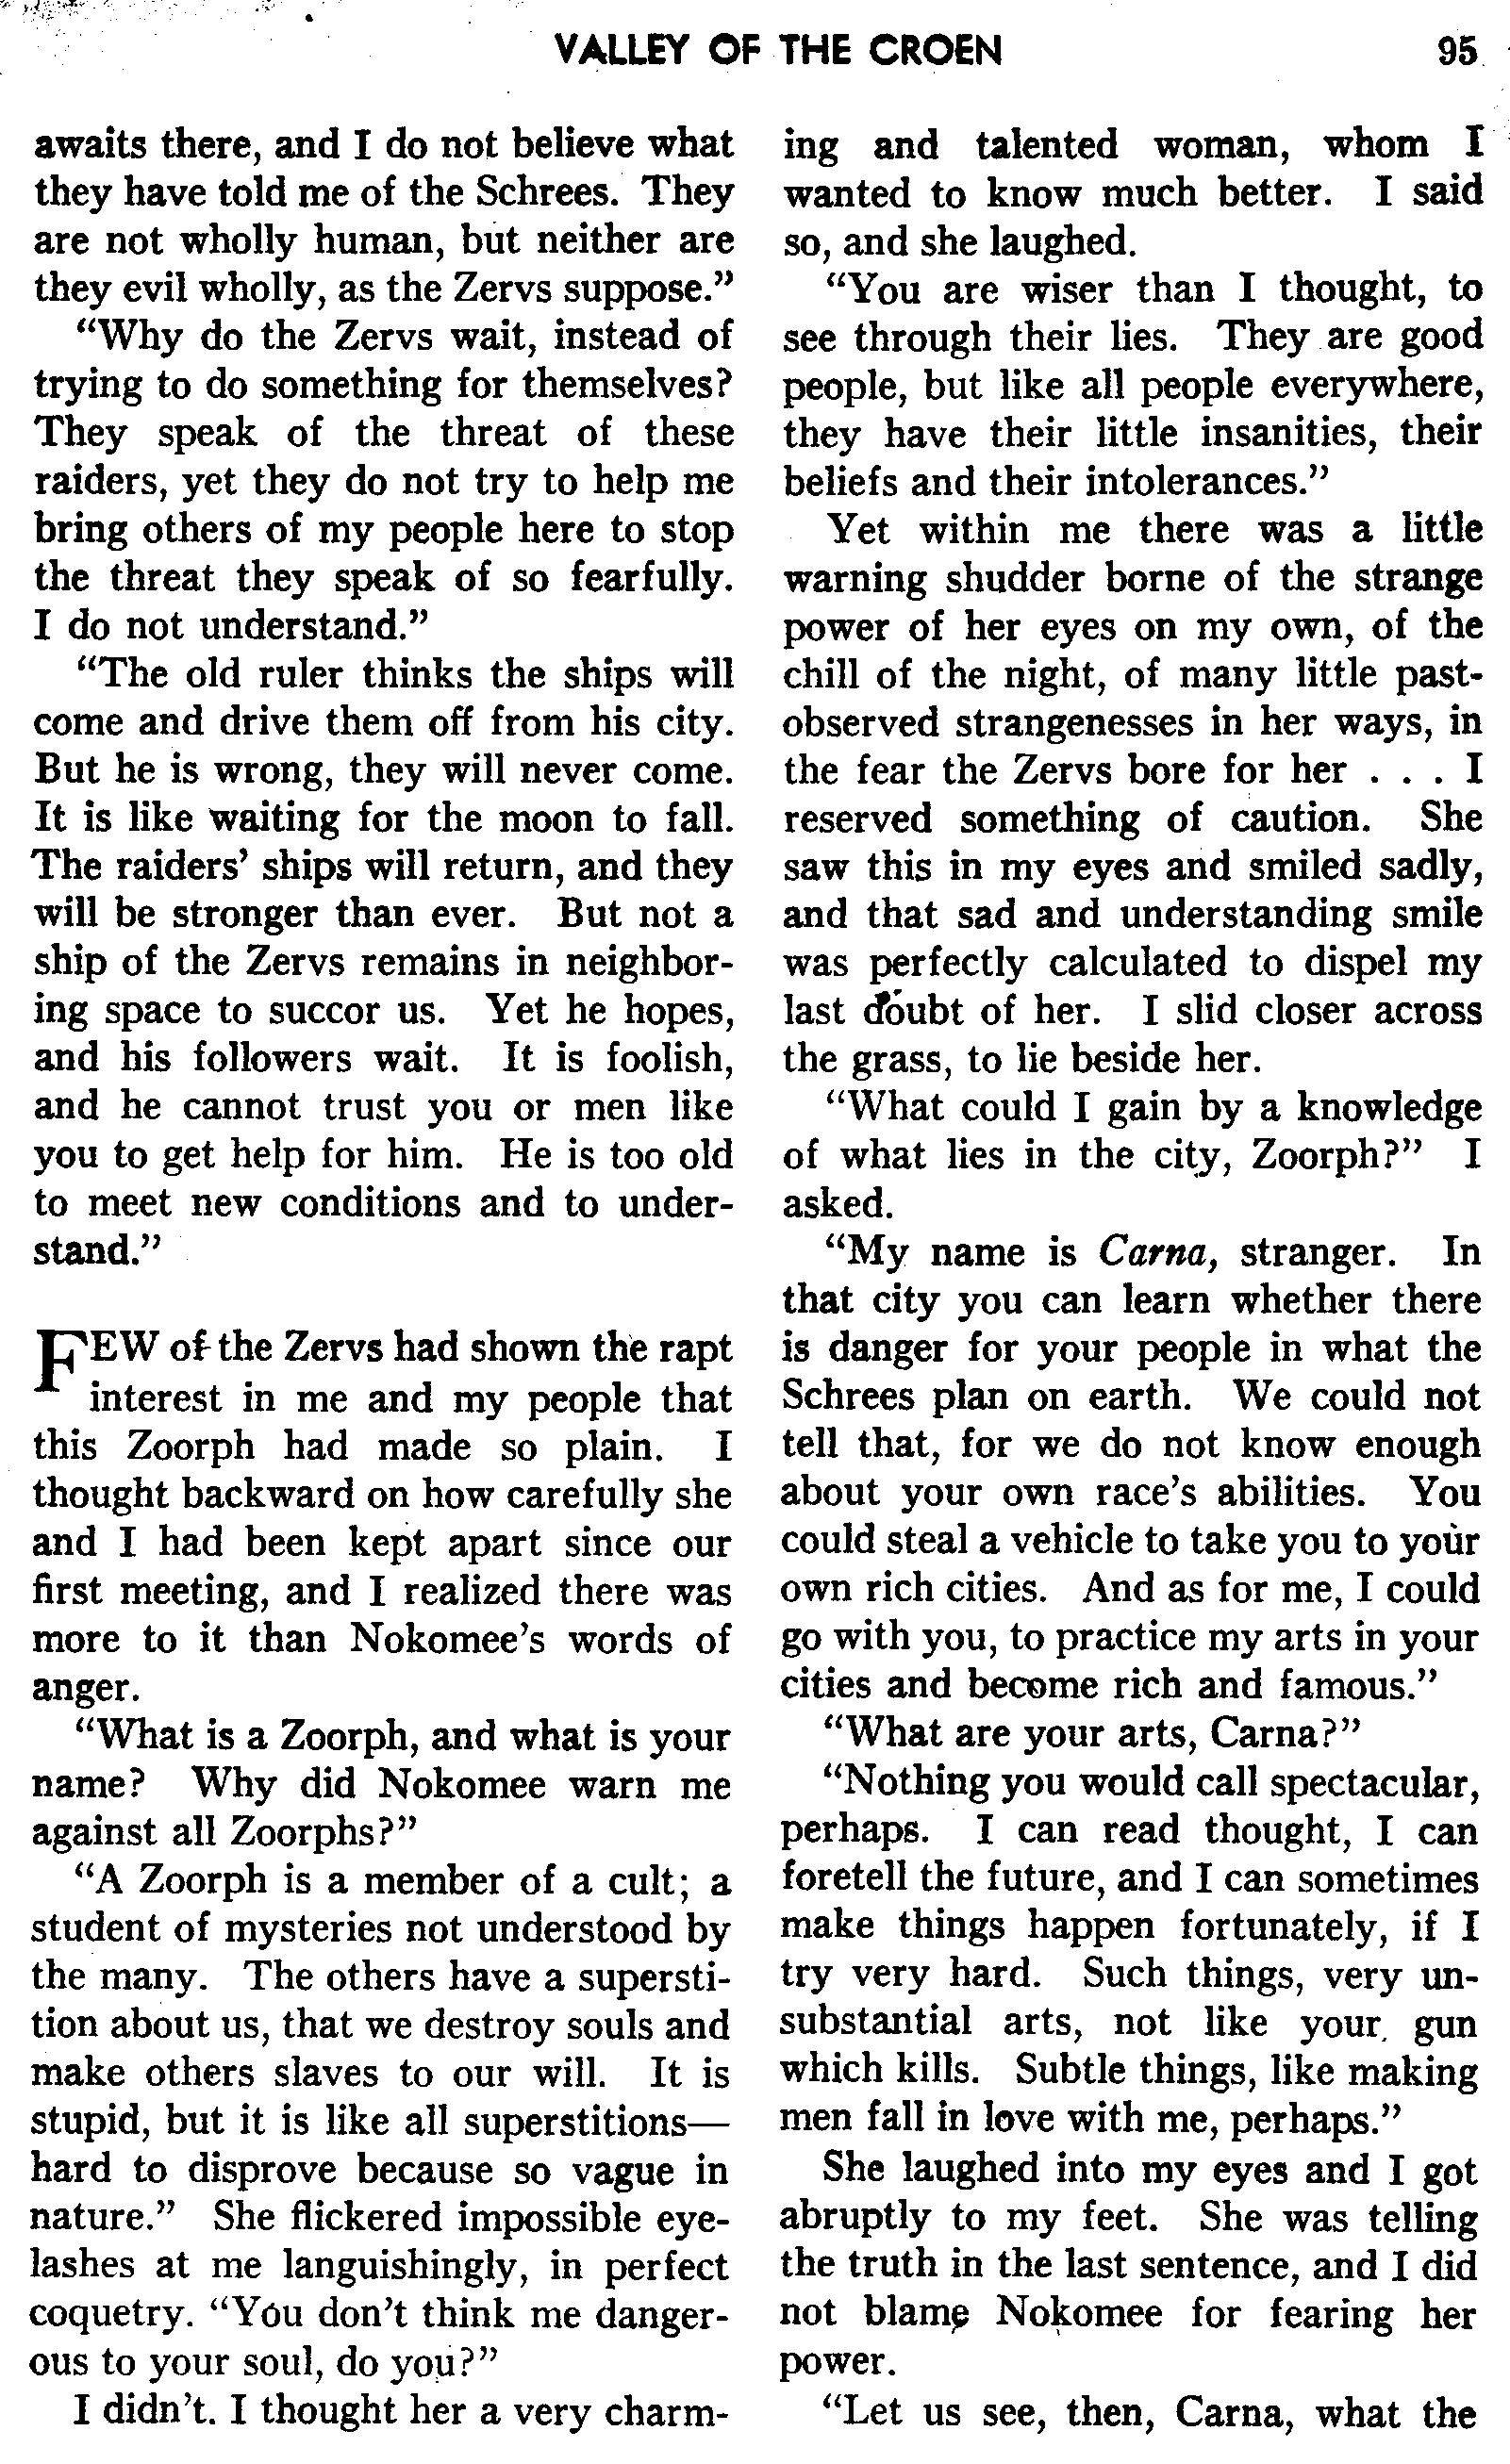 VALLEY OF THE CROEN 95
awaits there, and I do not believe what
they have told me of the Schrees. They
are not wholly human, but neither are
they evil wholly, as the Zervs suppose."
"Why do the Zervs wait, instead of
trying to do something for themselves?
They speak of the threat of these
raiders, yet they do not try to help me
bring others of my people here to stop
the threat they speak of so fearfully.
I do not understand."
"The old ruler thinks the ships will
come and drive them off from his city.
But he is wrong, they will never come.
It is like waiting for the moon to fall.
The raiders' ships will return, and they
will be stronger than ever. But not a
ship of the Zervs remains in neighbor-
ing space to succor us. Yet he hopes,
and his followers wait. It is foolish,
and he cannot trust you or men like
you to get help for him. He is too old
to meet new conditions and to under-
stand."
FEW of the Zervs had shown the rapt
interest in me and my people that
this Zoorph had made so plain. I
thought backward on how carefully she
and I had been kept apart since our
first meeting, and I realized there was
more to it than Nokomee's words of
anger.
"What is a Zoorph, and what is your
name? Why did Nokomee warn me
against all Zoorphs?"
"A Zoorph is a member of a cult; a
student of mysteries not understood by
the many. The others have a supersti-
tion about us, that we destroy souls and
make others slaves to our will. It is
stupid, but it is like all superstitions—
hard to disprove because so vague in
nature." She flickered impossible eye-
lashes at me languishingly, in perfect
coquetry. "You don't think me danger-
ous to your soul, do you?"
I didn't. I thought her a very charm-
ing and talented woman, whom I
wanted to know much better. I said
so, and she laughed.
"You are wiser than I thought, to
see through their lies. They are good
people, but like all people everywhere,
they have their little insanities, their
beliefs and their intolerances."
Yet within me there was a little
warning shudder borne of the strange
power of her eyes on my own, of the
chill of the night, of many little past-
observed strangenesses in her ways, in
the fear the Zervs bore for her . . . I
reserved something of caution. She
saw this in my eyes and smiled sadly,
and that sad and understanding smile
was perfectly calculated to dispel my
last doubt of her. I slid closer across
the grass, to lie beside her.
"What could I gain by a knowledge
of what lies in the city, Zoorph?" I
asked.
"My name is Carna, stranger. In
that city you can learn whether there
is danger for your people in what the
Schrees plan on earth. We could not
tell that, for we do not know enough
about your own race's abilities. You
could steal a vehicle to take you to your
own rich cities. And as for me, I could
go with you, to practice my arts in your
cities and become rich and famous."
"What are your arts, Carna?"
"Nothing you would call spectacular,
perhaps. I can read thought, I can
foretell the future, and I can sometimes
make things happen fortunately, if I
try very hard. Such things, very un-
substantial arts, not like your gun
which kills. Subtle things, like making
men fall in love with me, perhaps."
She laughed into my eyes and I got
abruptly to my feet. She was telling
the truth in the last sentence, and I did
not blame Nokomee for fearing her
power.
"Let us see, then, Carna, what the